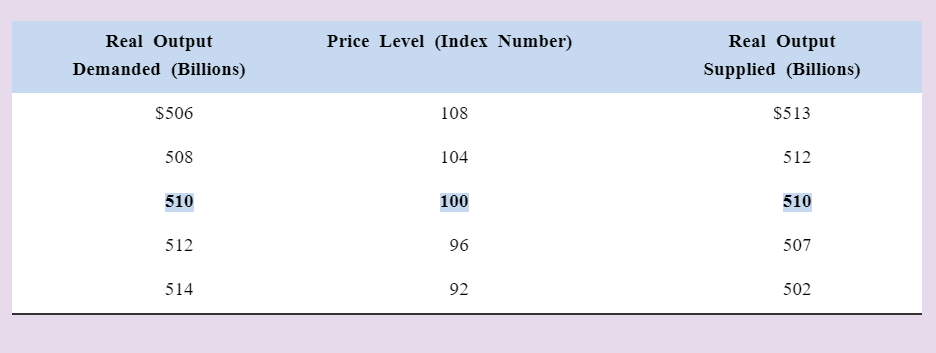 Real Output Price Level (Index Number) Real Output
Demanded (Billions) Supplied (Billions)
$506 108 $513
508 104 512
510 100 510
512 96 507
514 92 502